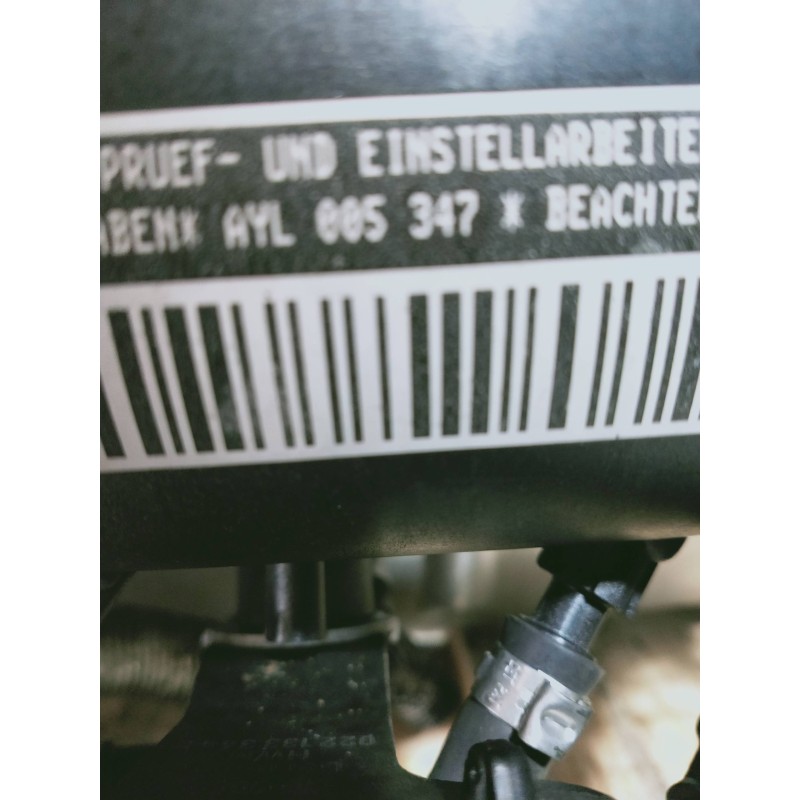 PRUEF- UND EINSTELLARBEITE
ABEN* AYL 005 347 * BEACHTE